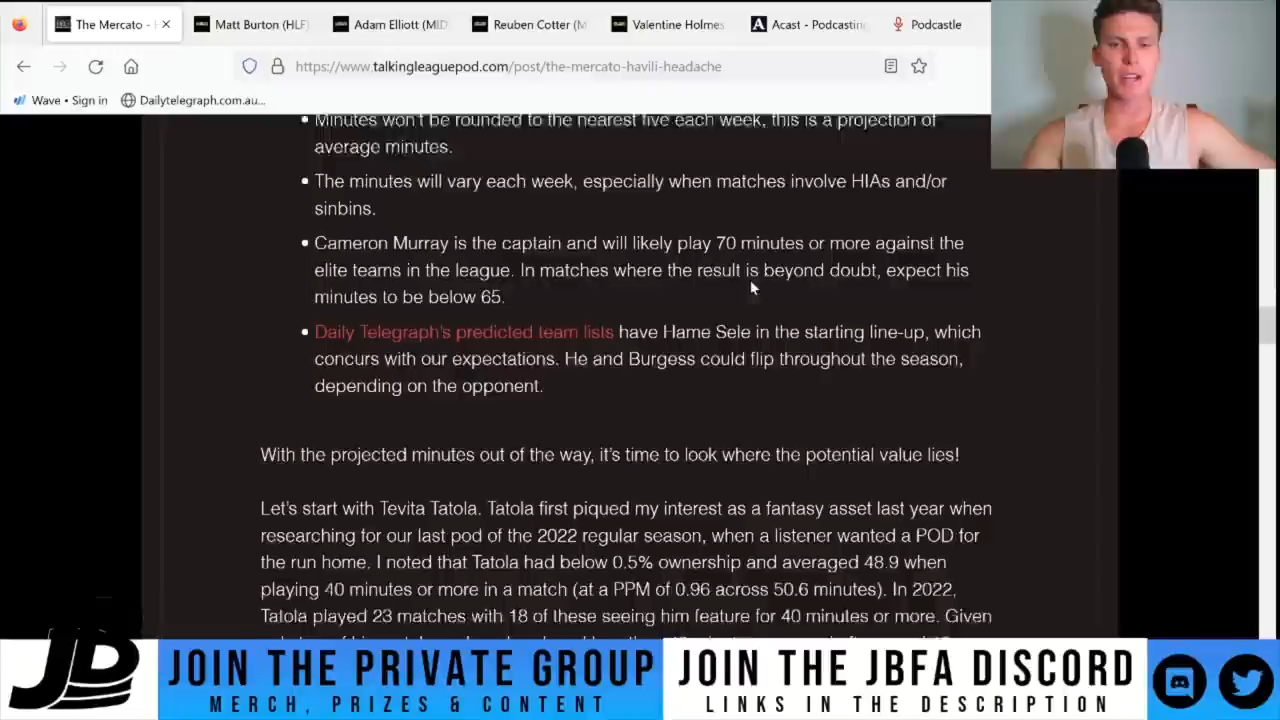 The Mercato -
Matt Burton (HLF)
Adam Elliott (MID
Reuben Cotter (M
Valentine Holmes
Acast - Podcasting
Podcastle
https://www.talkingleaguepod.com/post/the-mercato-havili-headache
Wave • Sign in
Dailytelegraph.com.au...
• Minutes won't be rounded to the nearest five each week, this is a projection of
average minutes.
• The minutes will vary each week, especially when matches involve HIAs and/or
sinbins.
• Cameron Murray is the captain and will likely play 70 minutes or more against the
elite teams in the league. In matches where the result is beyond doubt, expect his
minutes to be below 65.
• Daily Telegraph's predicted team lists have Hame Sele in the starting line-up, which
concurs with our expectations. He and Burgess could flip throughout the season,
depending on the opponent.
With the projected minutes out of the way, it's time to look where the potential value lies!
Let's start with Tevita Tatola. Tatola first piqued my interest as a fantasy asset last year when
researching for our last pod of the 2022 regular season, when a listener wanted a POD for
the run home. I noted that Tatola had below 0.5% ownership and averaged 48.9 when
playing 40 minutes or more in a match (at a PPM of 0.96 across 50.6 minutes). In 2022,
Tatola played 23 matches with 18 of these seeing him feature for 40 minutes or more. Given
JB
JOIN THE PRIVATE GROUP
MERCH, PRIZES & CONTENT
JOIN THE JBFA DISCORD
LINKS IN THE DESCRIPTION